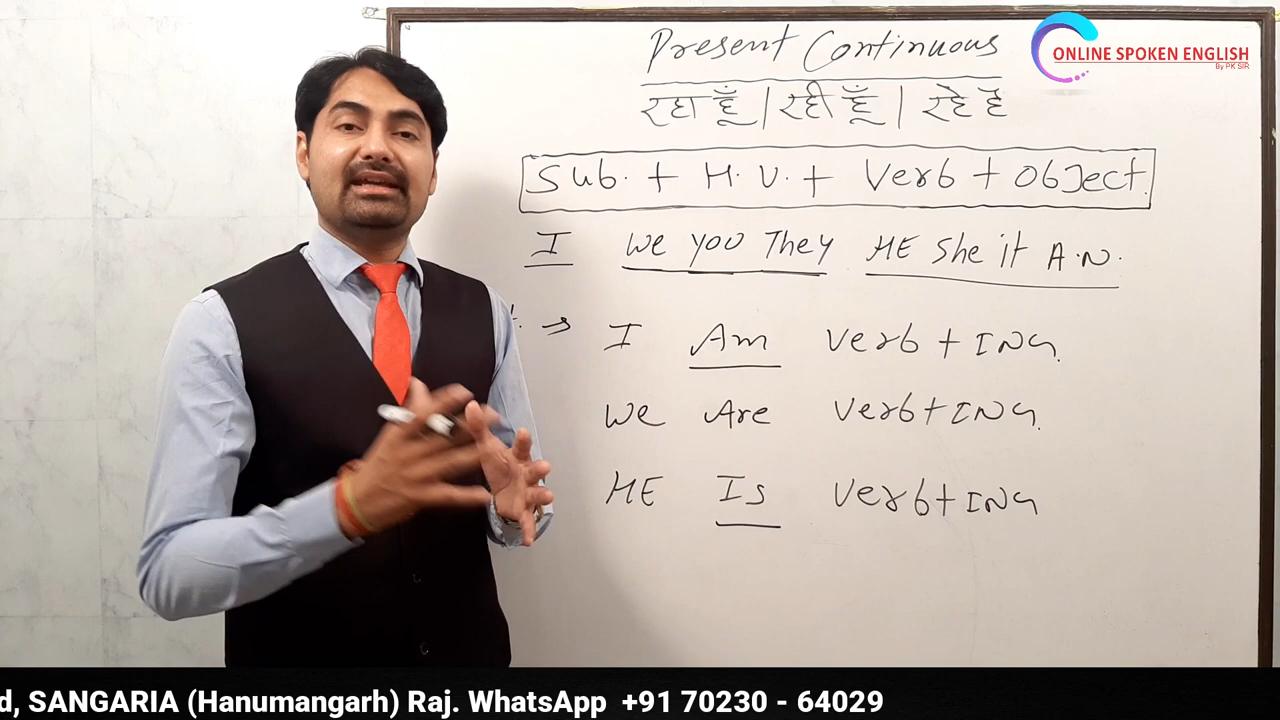 Present Continuous
ONLINE SPOKEN ENGLISH
By PK SIR
रहा हूँ | रही हूँ | रहे हैं
Sub. + H.V. + Verb + Object.
I We you They HE She it A.N.
→ I Am Verb + ING.
We Are Verb + ING.
HE Is Verb + ING
d, SANGARIA (Hanumangarh) Raj. WhatsApp +91 70230 - 64029